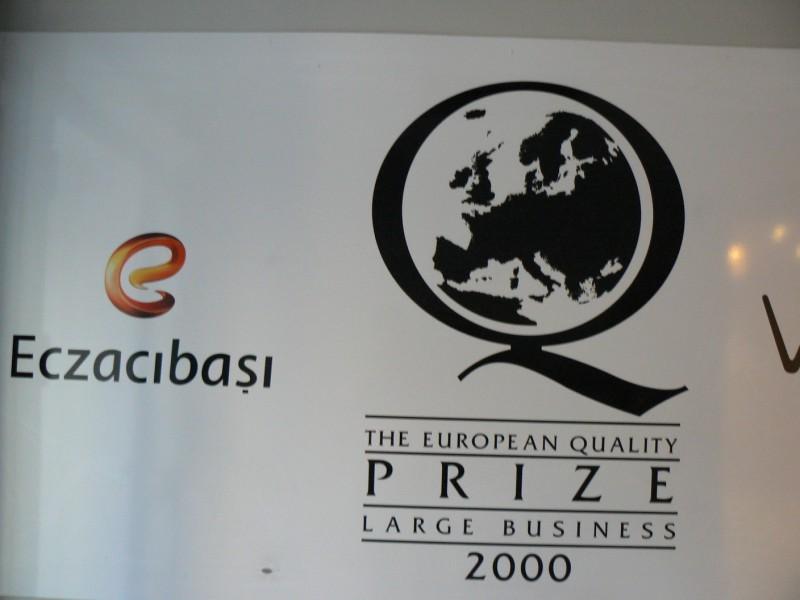 Eczacıbaşı
THE EUROPEAN QUALITY
PRIZE
LARGE BUSINESS
2000